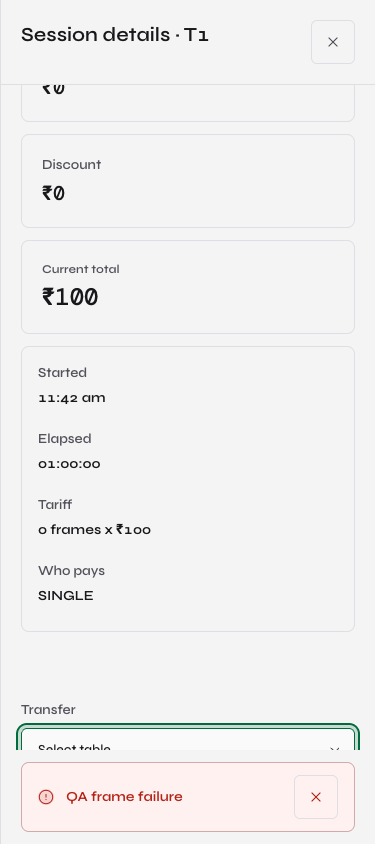 Session details · T1
₹0
Discount
₹0
Current total
₹100
Started
11:42 am
Elapsed
01:00:00
Tariff
0 frames x ₹100
Who pays
SINGLE
Transfer
Select table
QA frame failure